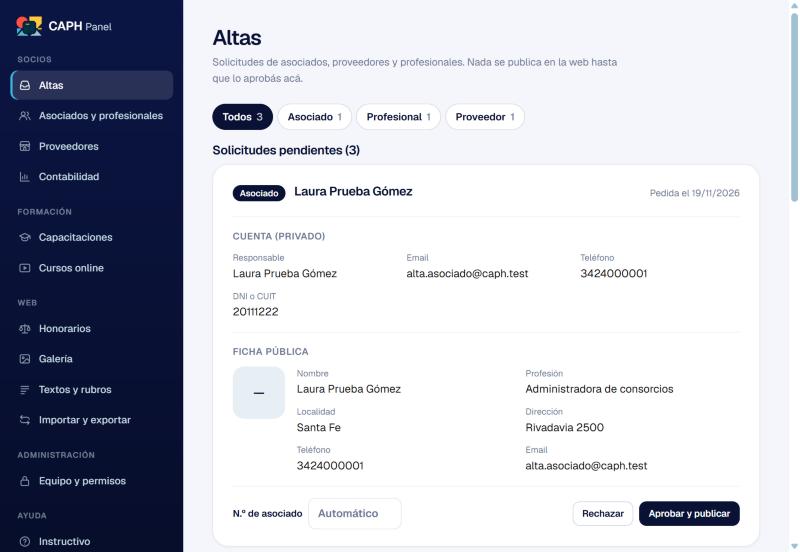 CAPH Panel
SOCIOS
Altas
Asociados y profesionales
Proveedores
Contabilidad
FORMACIÓN
Capacitaciones
Cursos online
WEB
Honorarios
Galería
Textos y rubros
Importar y exportar
ADMINISTRACIÓN
Equipo y permisos
AYUDA
Instructivo
Altas
Solicitudes de asociados, proveedores y profesionales. Nada se publica en la web hasta
que lo aprobás acá.
Todos 3 Asociado 1 Profesional 1 Proveedor 1
Solicitudes pendientes (3)
Asociado Laura Prueba Gómez Pedida el 19/11/2026
CUENTA (PRIVADO)
Responsable Email Teléfono
Laura Prueba Gómez alta.asociado@caph.test 3424000001
DNI o CUIT
20111222
FICHA PÚBLICA
Nombre Profesión
Laura Prueba Gómez Administradora de consorcios
Localidad Dirección
Santa Fe Rivadavia 2500
Teléfono Email
3424000001 alta.asociado@caph.test
N.º de asociado Automático Rechazar Aprobar y publicar